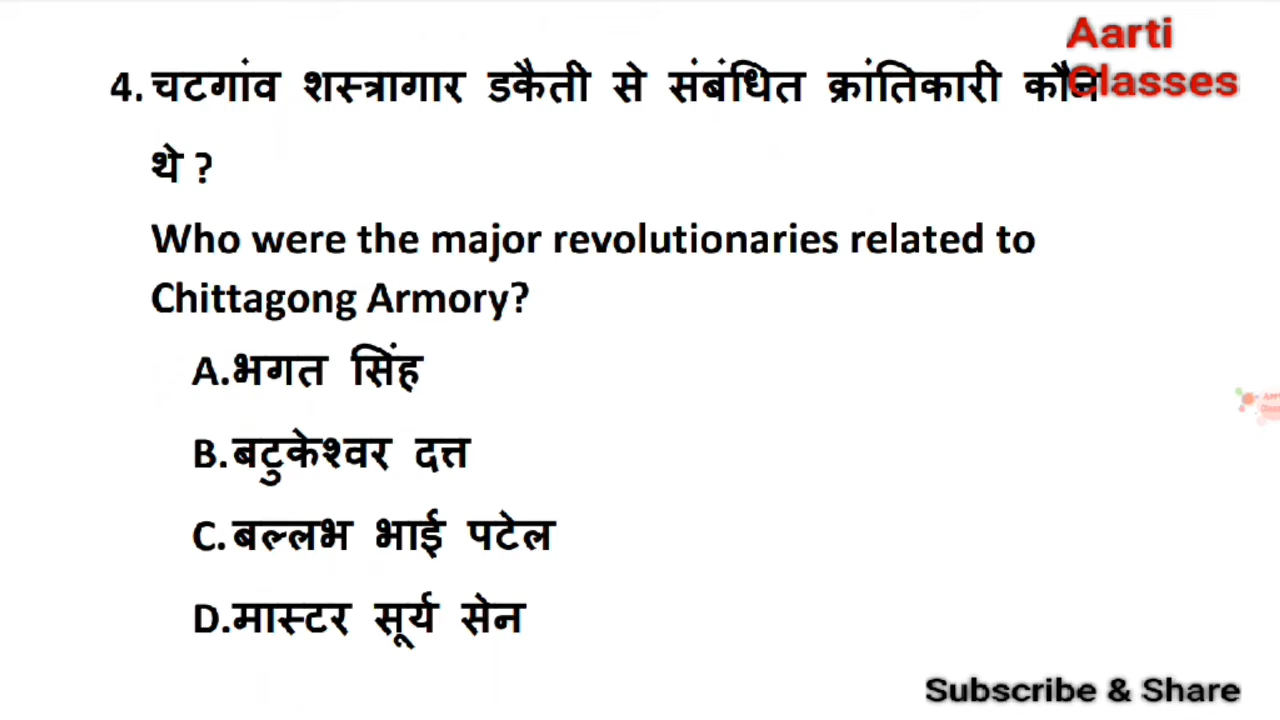 Aarti
Classes
4. चटगांव शस्त्रागार डकैती से संबंधित क्रांतिकारी कौन
थे ?
Who were the major revolutionaries related to
Chittagong Armory?
A.भगत सिंह
B.बटुकेश्वर दत्त
C.बल्लभ भाई पटेल
D.मास्टर सूर्य सेन
Subscribe & Share